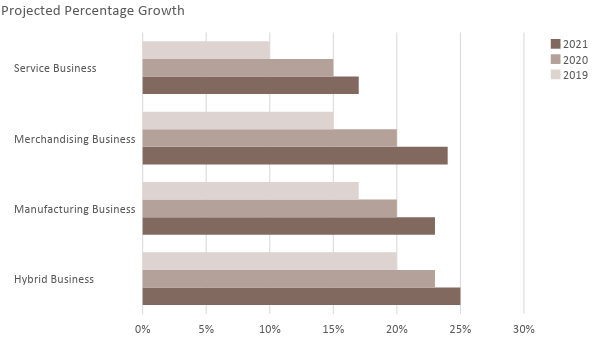 Projected Percentage Growth
2021
2020
2019
Service Business
Merchandising Business
Manufacturing Business
Hybrid Business
0% 5% 10% 15% 20% 25% 30%